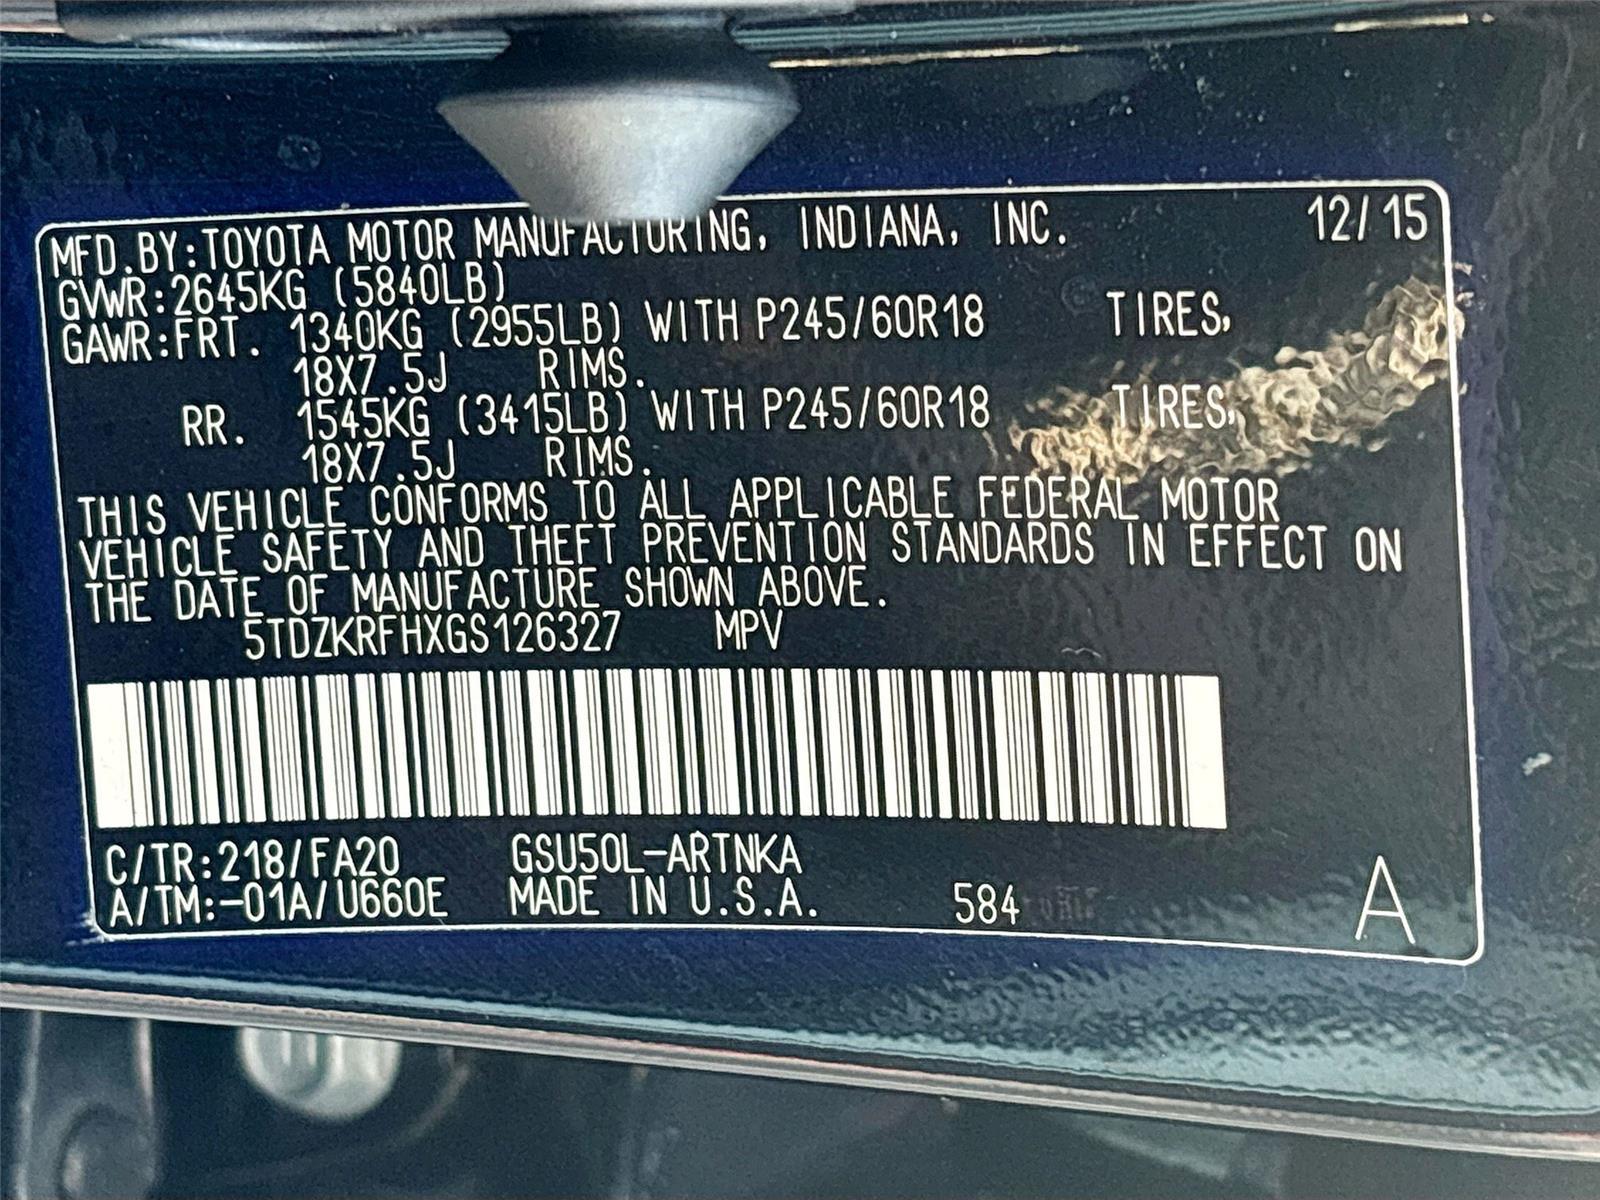 MFD.BY:TOYOTA MOTOR MANUFACTURING, INDIANA, INC. 12/15
GVWR:2645KG (5840LB)
GAWR:FRT. 1340KG (2955LB) WITH P245/60R18 TIRES,
18X7.5J RIMS.
RR. 1545KG (3415LB) WITH P245/60R18 TIRES,
18X7.5J RIMS.
THIS VEHICLE CONFORMS TO ALL APPLICABLE FEDERAL MOTOR
VEHICLE SAFETY AND THEFT PREVENTION STANDARDS IN EFFECT ON
THE DATE OF MANUFACTURE SHOWN ABOVE.
5TDZKRFHXGS126327 MPV
C/TR:218/FA20 GSU50L-ARTNKA
A/TM:-01A/U660E MADE IN U.S.A. 584 A